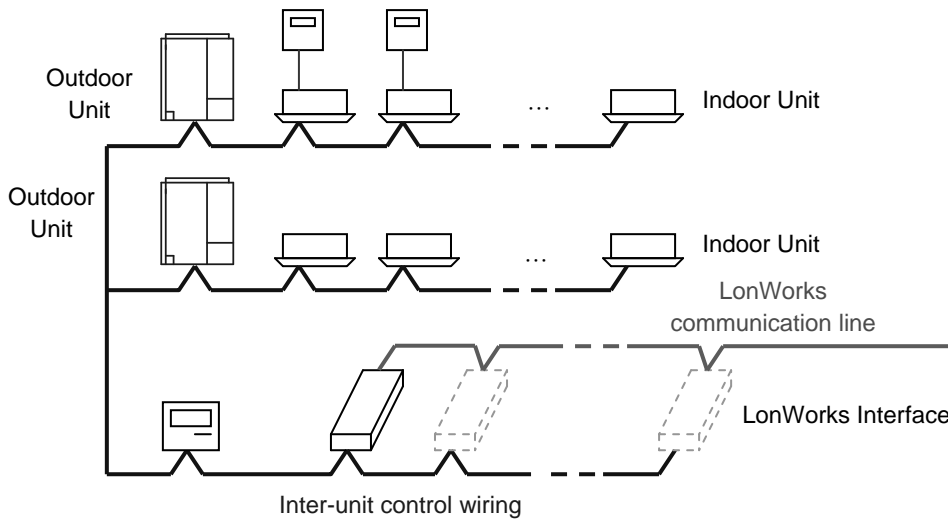 Outdoor
Unit
...
Indoor Unit
Outdoor
Unit
...
Indoor Unit
LonWorks
communication line
LonWorks Interface
Inter-unit control wiring